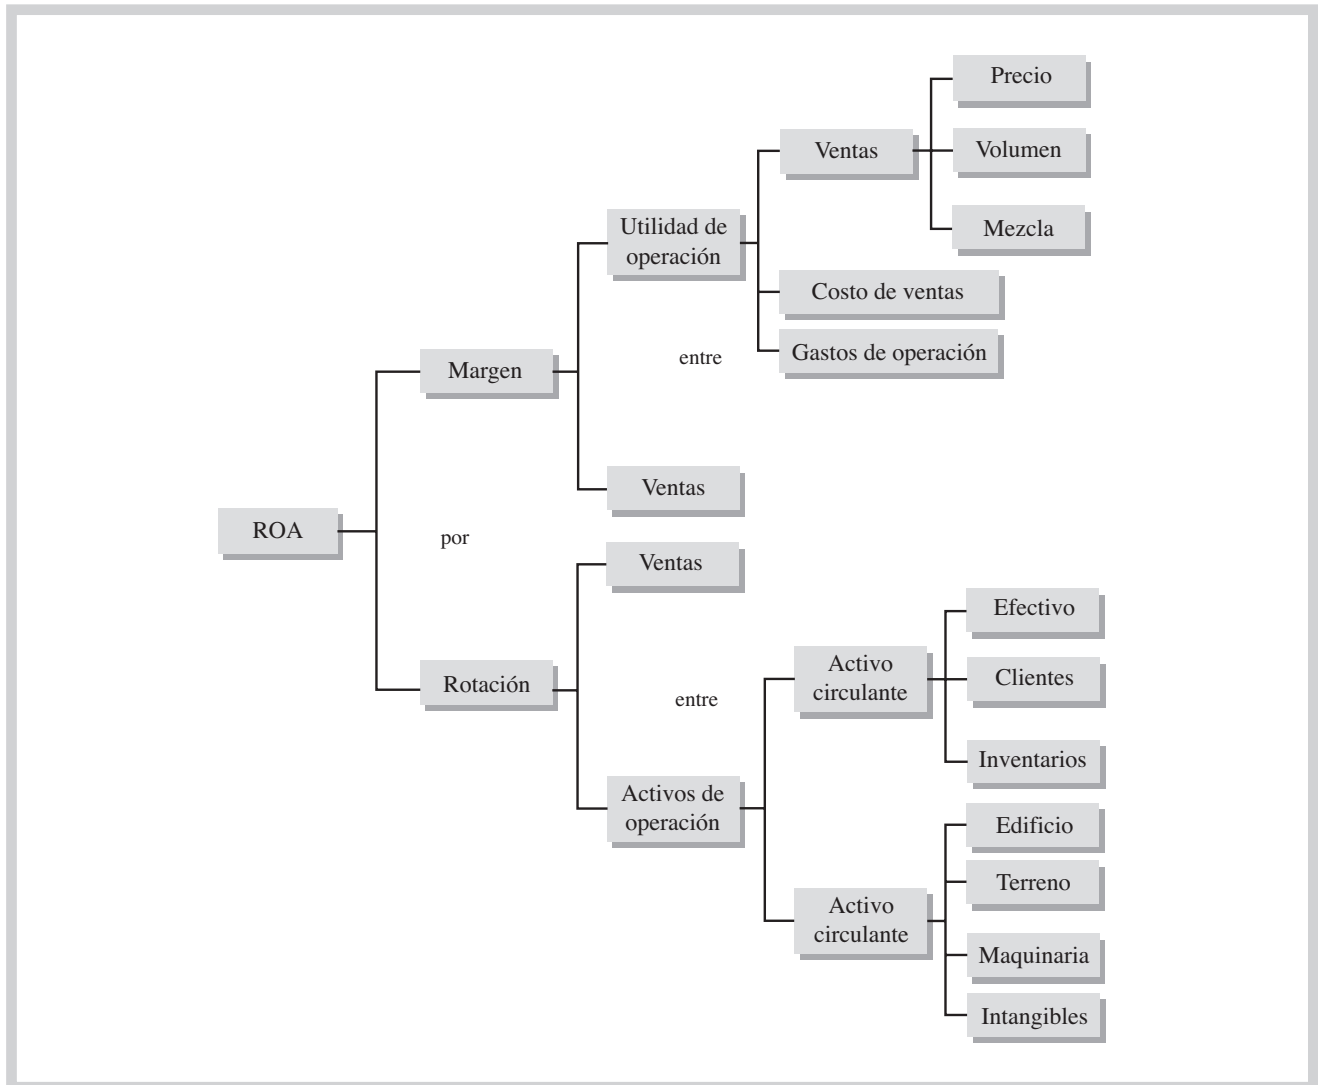 Precio
Ventas
Volumen
Mezcla
Utilidad de
operación
Costo de ventas
entre
Gastos de operación
Margen
Ventas
ROA
por
Ventas
Efectivo
Activo
circulante
Clientes
Rotación
entre
Inventarios
Activos de
operación
Edificio
Terreno
Activo
circulante
Maquinaria
Intangibles